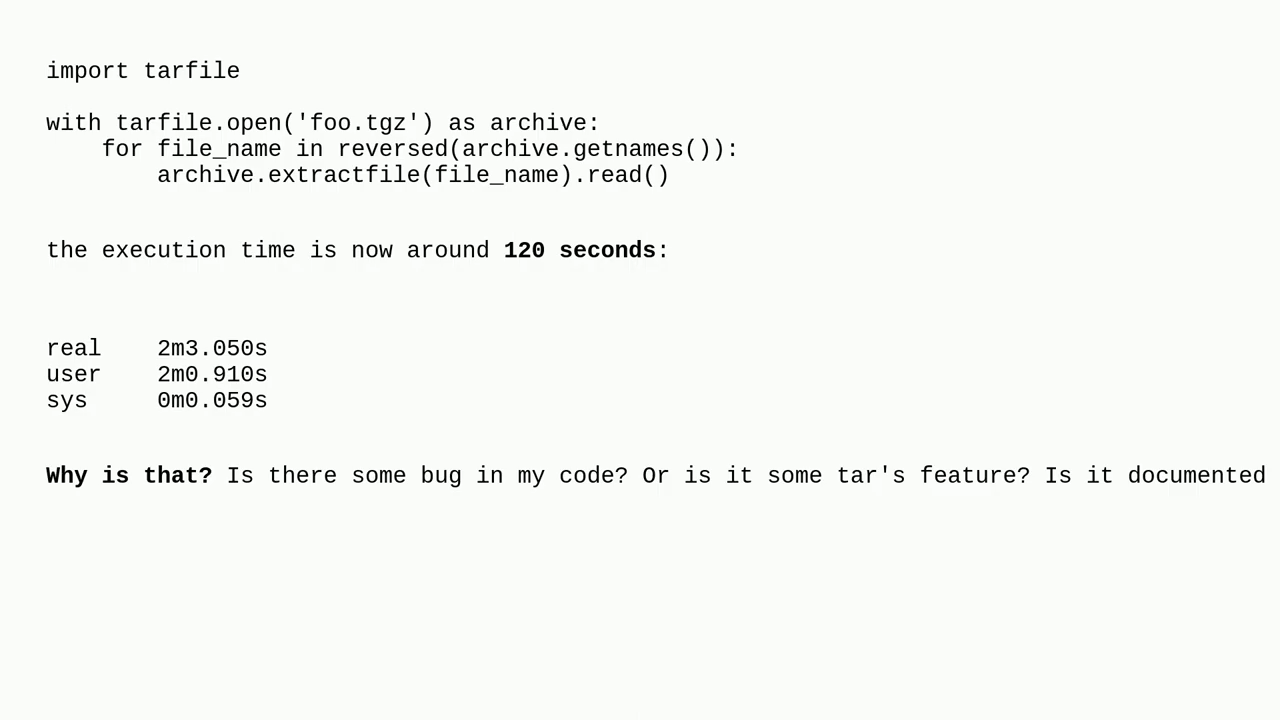 import tarfile
with tarfile.open('foo.tgz') as archive:
    for file_name in reversed(archive.getnames()):
        archive.extractfile(file_name).read()
the execution time is now around 120 seconds:
real    2m3.050s
user    2m0.910s
sys     0m0.059s
Why is that? Is there some bug in my code? Or is it some tar's feature? Is it documented